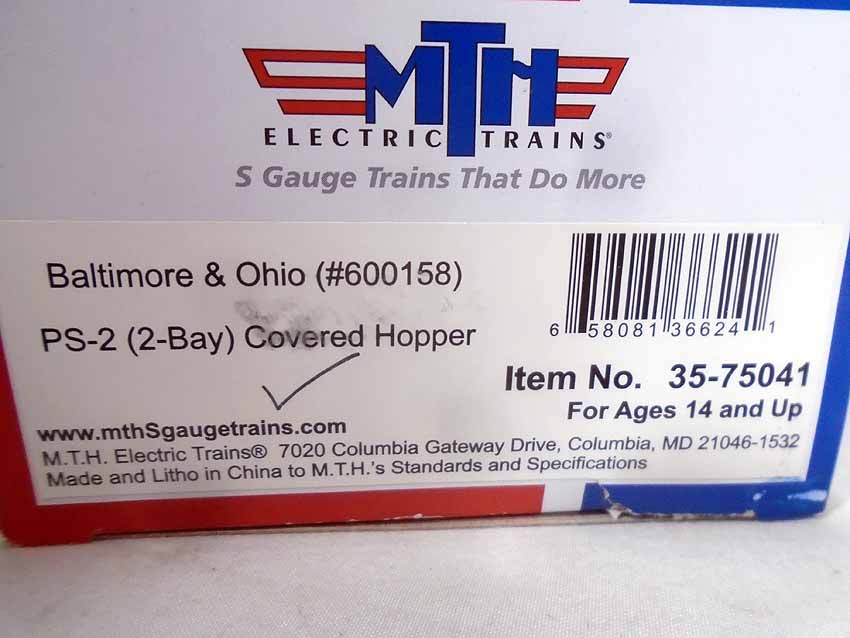 MTH
ELECTRIC TRAINS®
S Gauge Trains That Do More
Baltimore & Ohio (#600158)
PS-2 (2-Bay) Covered Hopper
6 58081 36624 1
Item No. 35-75041
For Ages 14 and Up
www.mthSgaugetrains.com
M.T.H. Electric Trains® 7020 Columbia Gateway Drive, Columbia, MD 21046-1532
Made and Litho in China to M.T.H.'s Standards and Specifications